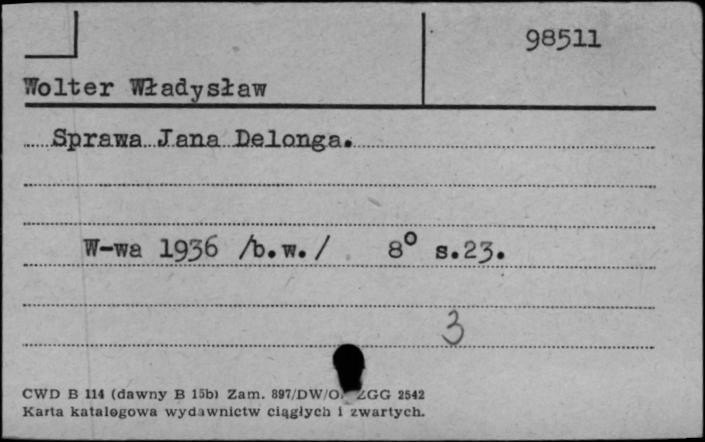 98511
Wolter Władysław
Sprawa Jana Delonga.
W-wa 1936 /b.w./ 8° s.23.
3
CWD B 114 (dawny B 15b) Zam. 897/DW/O. ZGG 2542
Karta katalogowa wydawnictw ciągłych i zwartych.